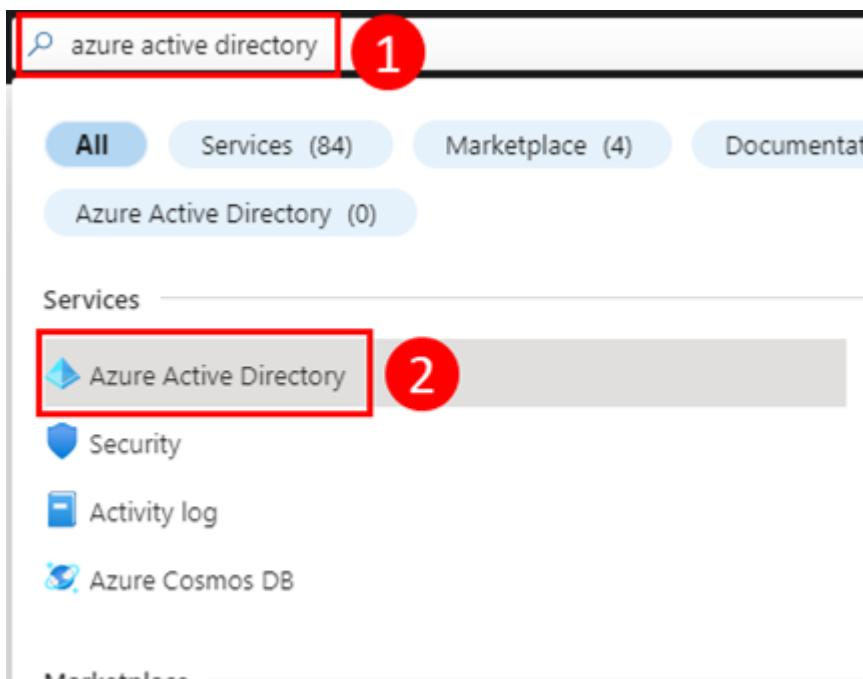 azure active directory
1
All Services (84) Marketplace (4) Documentat
Azure Active Directory (0)
Services
Azure Active Directory
2
Security
Activity log
Azure Cosmos DB
Marketplace